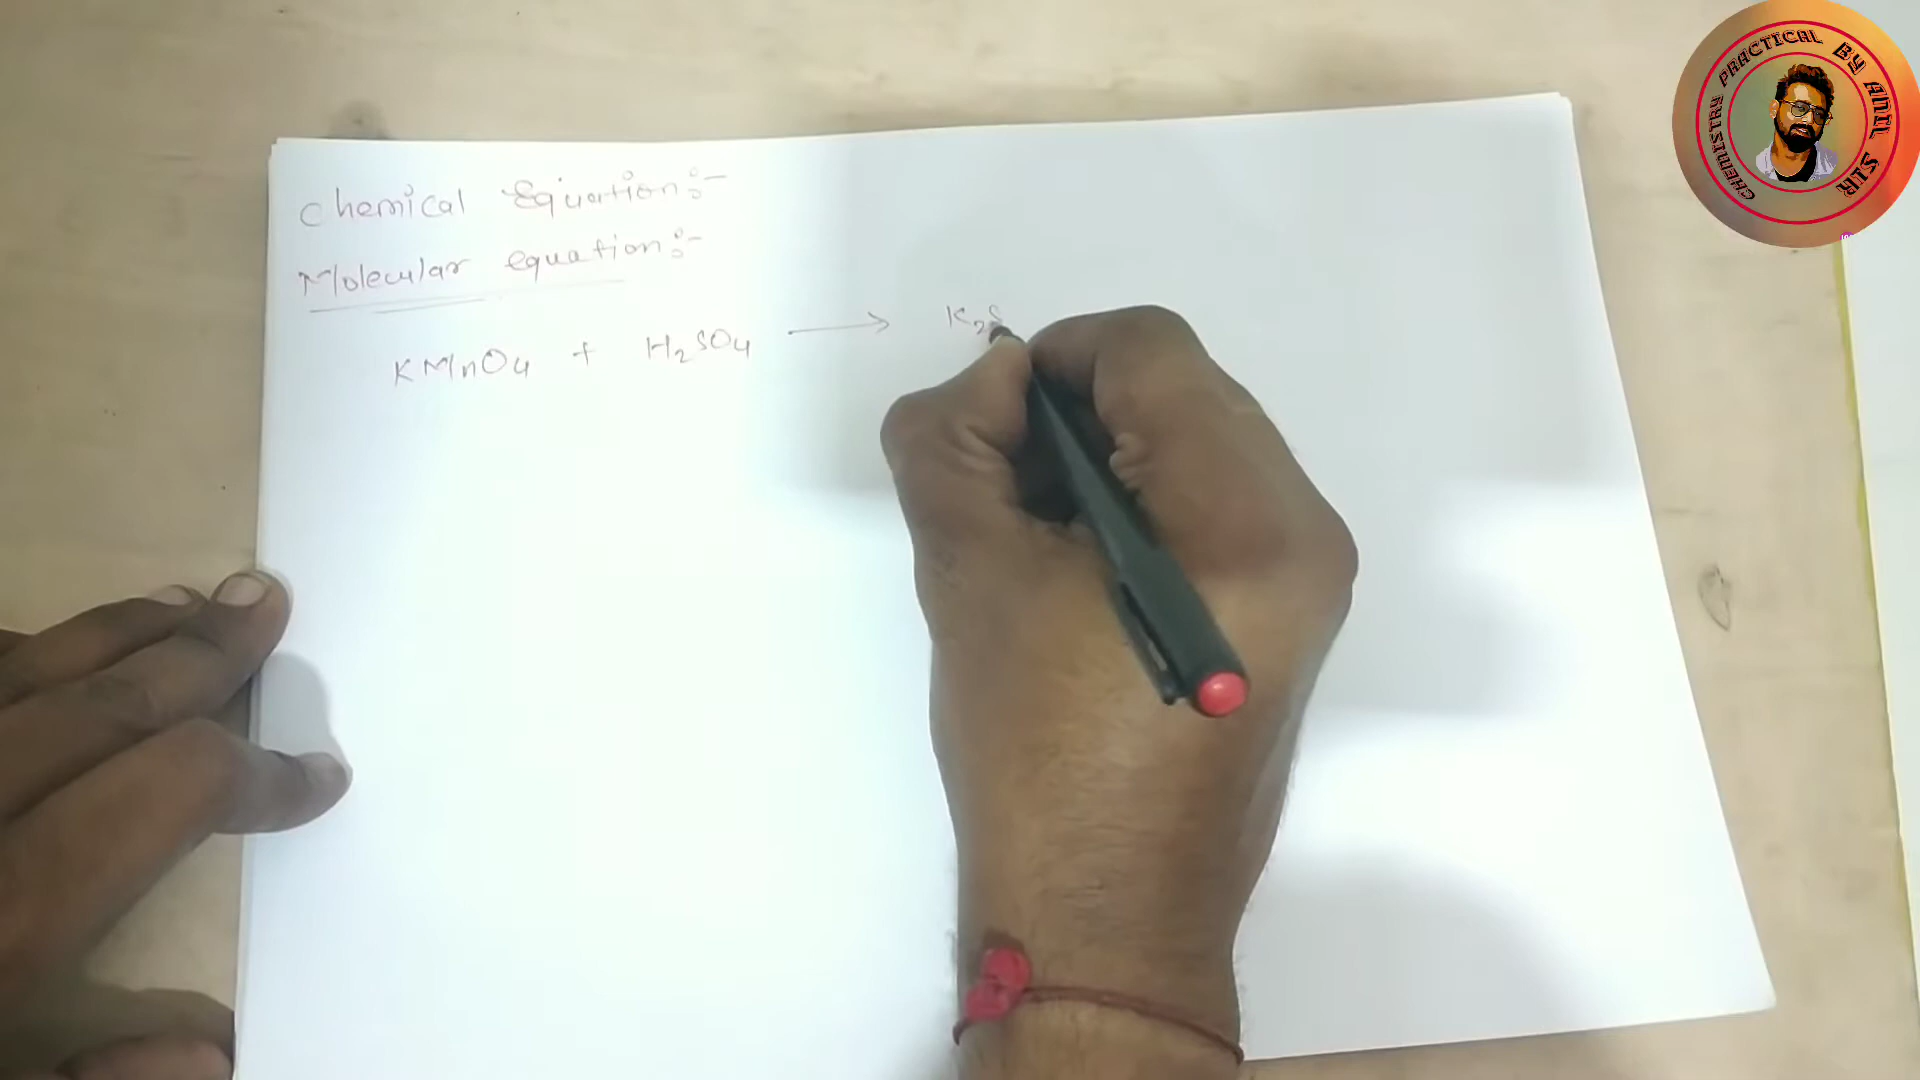 Chemical Equation:-
Molecular equation:-
KMnO4 + H2SO4 → K2S
CHEMISTRY PRACTICAL BY ANIL SIR